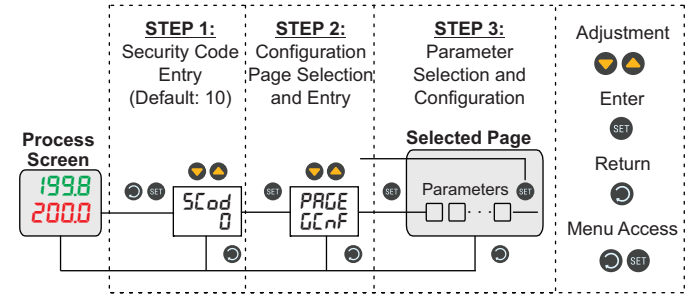 STEP 1:
Security Code
Entry
(Default: 10)
STEP 2:
Configuration
Page Selection
and Entry
STEP 3:
Parameter
Selection and
Configuration
Adjustment
Enter
SET
Return
Menu Access
SET
Process
Screen
199.8
200.0
SET
SCod
0
SET
PAGE
GCnF
SET
Selected Page
Parameters
SET